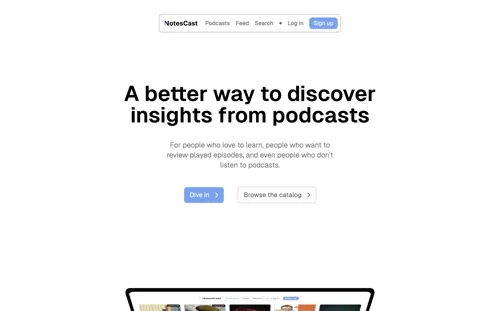 NotesCast Podcasts Feed Search Log in Sign up
A better way to discover
insights from podcasts
For people who love to learn, people who want to
review played episodes, and even people who don't
listen to podcasts.
Dive in Browse the catalog